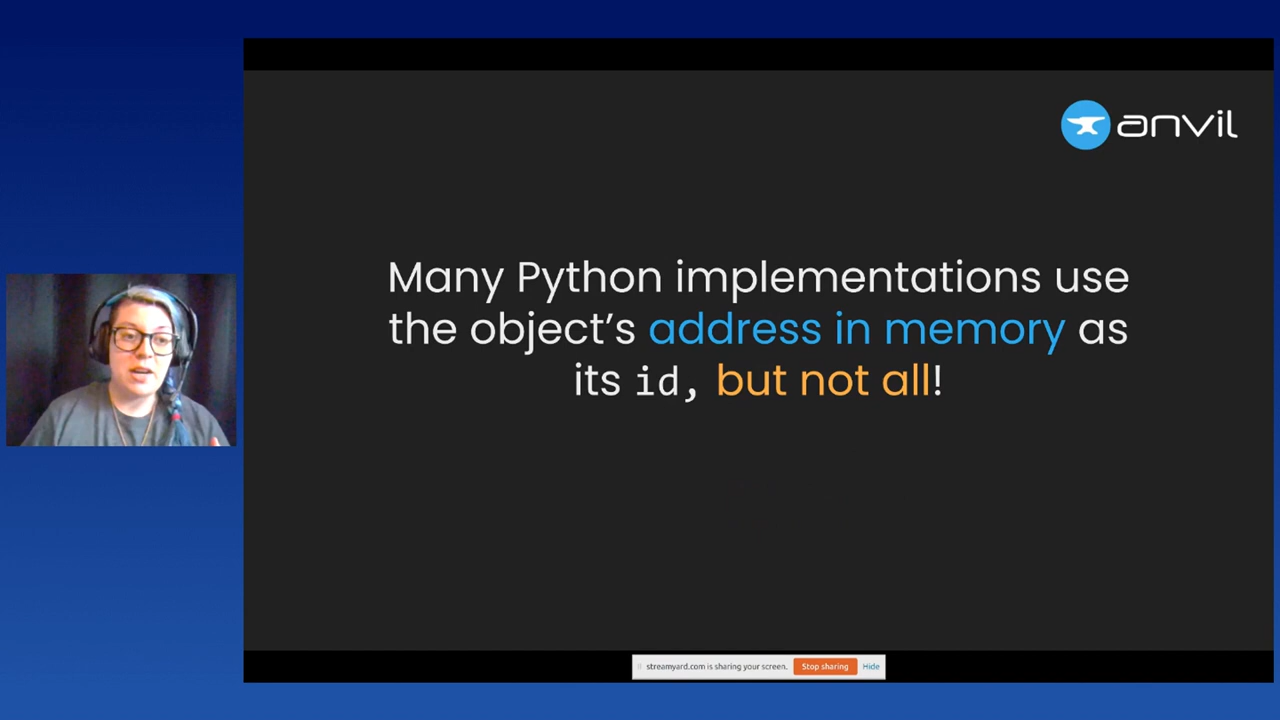 anvil
Many Python implementations use
the object's address in memory as
its id, but not all!
streamyard.com is sharing your screen. Stop sharing Hide